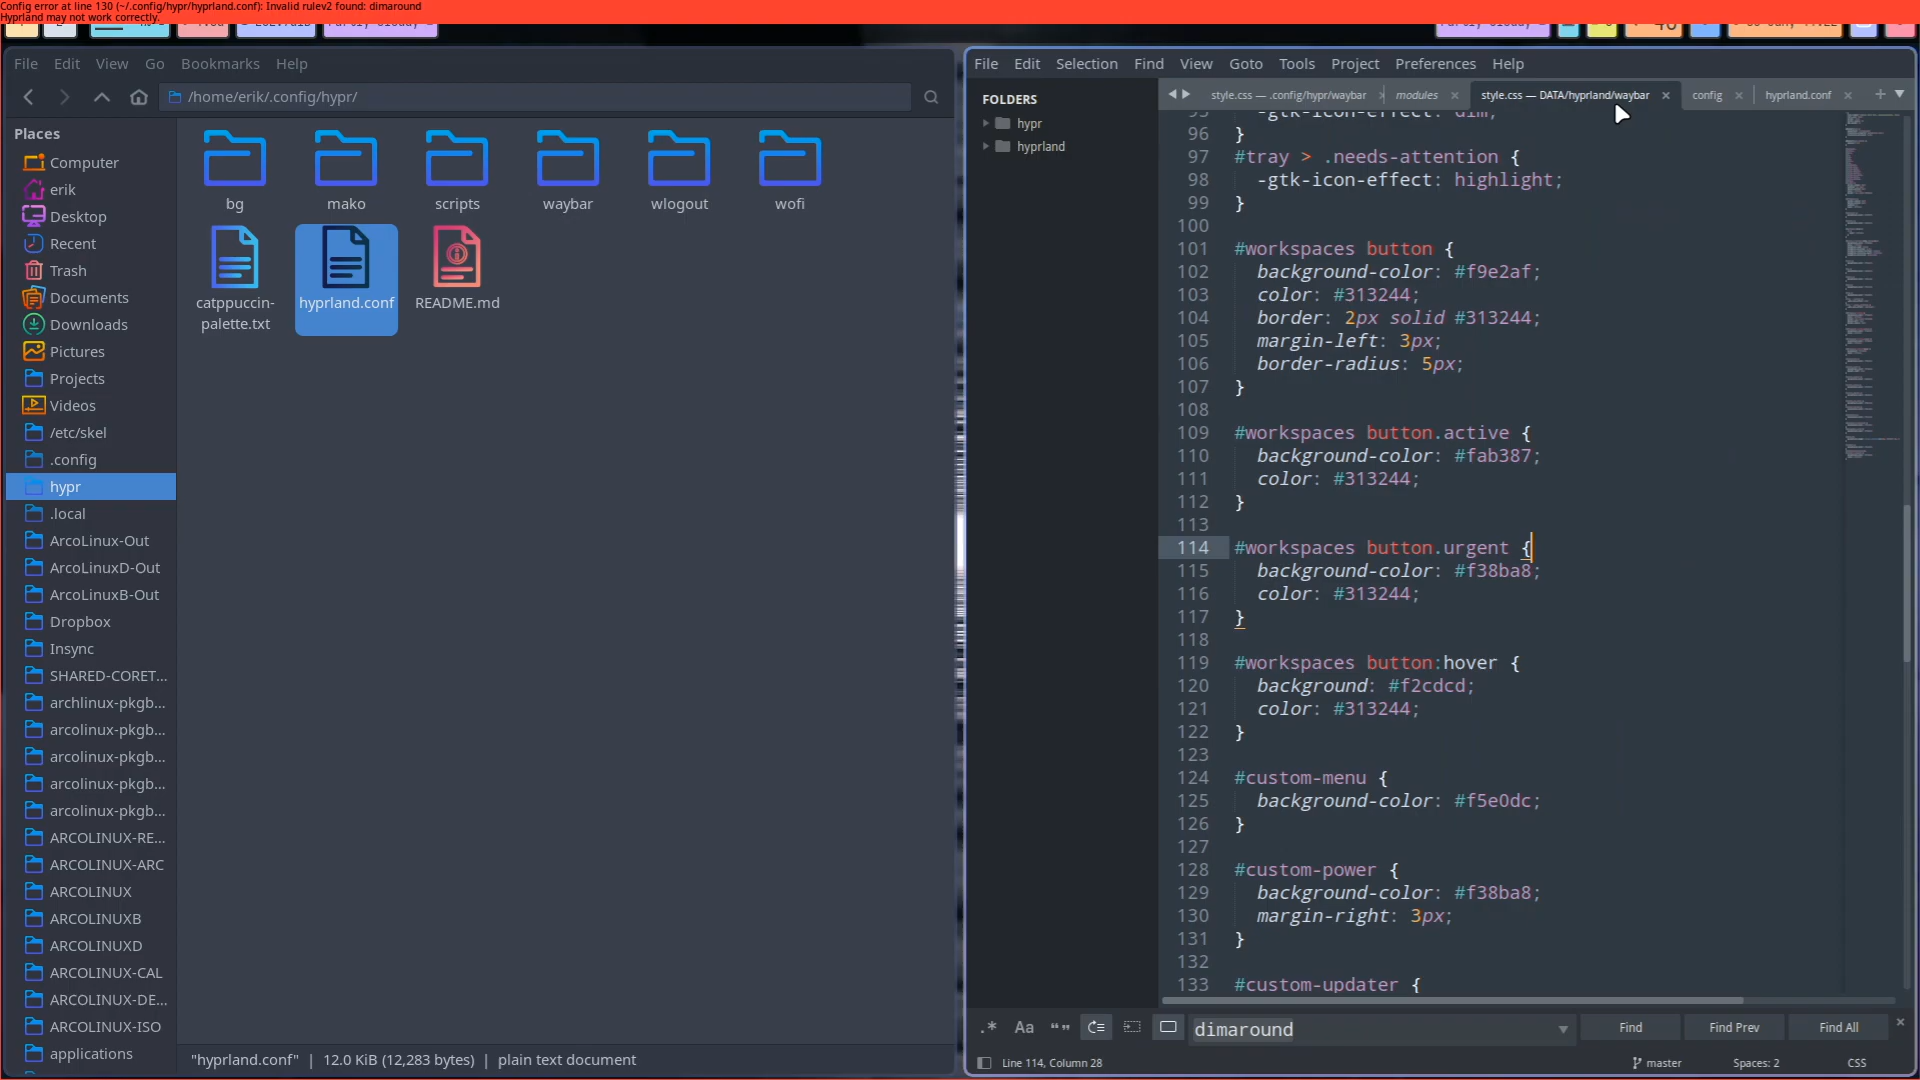 Config error at line 130 (~/.config/hypr/hyprland.conf): Invalid rulev2 found: dimaround
Hyprland may not work correctly.
File Edit View Go Bookmarks Help
/home/erik/.config/hypr/
Places
Computer
erik
Desktop
Recent
Trash
Documents
Downloads
Pictures
Projects
Videos
/etc/skel
.config
hypr
.local
ArcoLinux-Out
ArcoLinuxD-Out
ArcoLinuxB-Out
Dropbox
Insync
SHARED-CORET...
archlinux-pkgb...
arcolinux-pkgb...
arcolinux-pkgb...
arcolinux-pkgb...
arcolinux-pkgb...
ARCOLINUX-RE...
ARCOLINUX-ARC
ARCOLINUX
ARCOLINUXB
ARCOLINUXD
ARCOLINUX-CAL
ARCOLINUX-DE...
ARCOLINUX-ISO
applications
bg mako scripts waybar wlogout wofi
catppuccin-palette.txt hyprland.conf README.md
"hyprland.conf" | 12.0 KiB (12,283 bytes) | plain text document
File Edit Selection Find View Goto Tools Project Preferences Help
style.css — .config/hypr/waybar modules style.css — DATA/hyprland/waybar config hyprland.conf
FOLDERS
hypr
hyprland
95 -gtk-icon-effect: dim;
96 }
97 #tray > .needs-attention {
98 -gtk-icon-effect: highlight;
99 }
100
101 #workspaces button {
102 background-color: #f9e2af;
103 color: #313244;
104 border: 2px solid #313244;
105 margin-left: 3px;
106 border-radius: 5px;
107 }
108
109 #workspaces button.active {
110 background-color: #fab387;
111 color: #313244;
112 }
113
114 #workspaces button.urgent {
115 background-color: #f38ba8;
116 color: #313244;
117 }
118
119 #workspaces button:hover {
120 background: #f2cdcd;
121 color: #313244;
122 }
123
124 #custom-menu {
125 background-color: #f5e0dc;
126 }
127
128 #custom-power {
129 background-color: #f38ba8;
130 margin-right: 3px;
131 }
132
133 #custom-updater {
.* Aa “” dimaround Find Find Prev Find All
Line 114, Column 28 master Spaces: 2 CSS